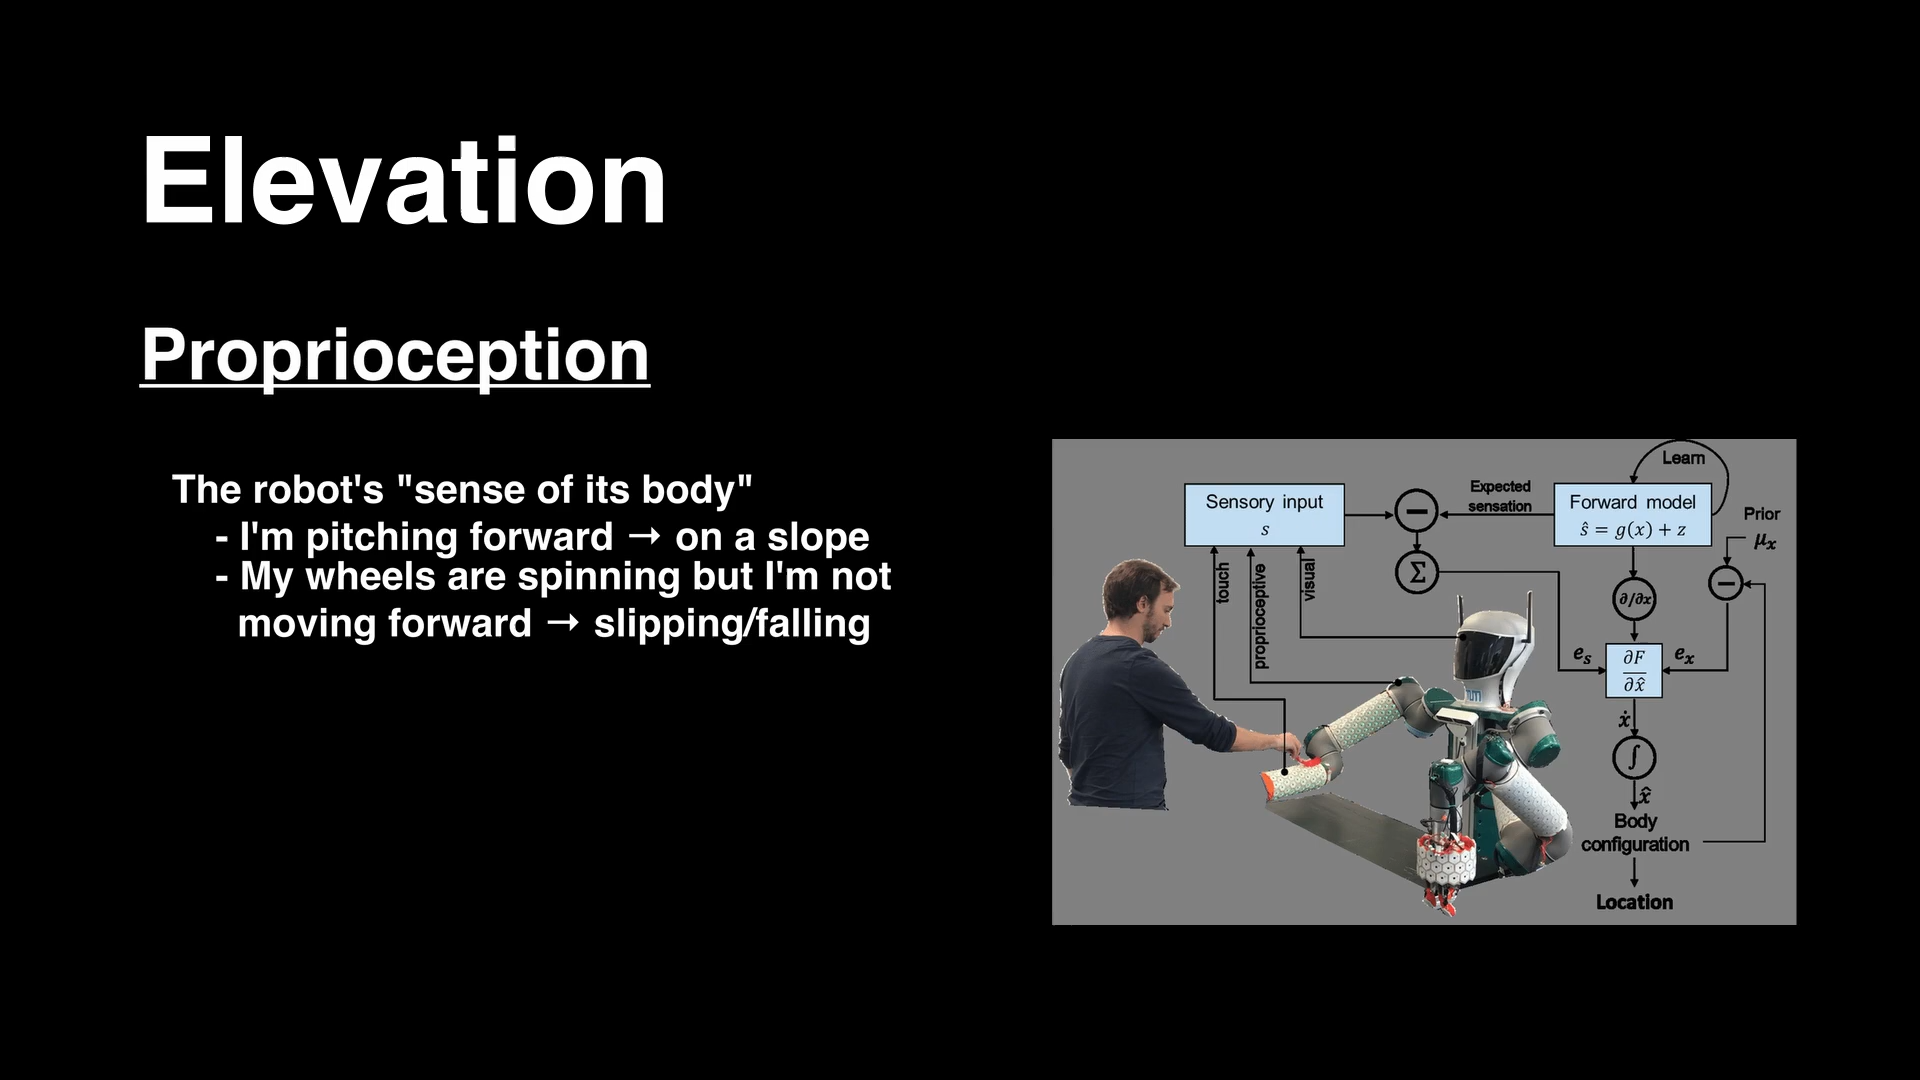 Elevation
Proprioception
The robot's "sense of its body"
- I'm pitching forward → on a slope
- My wheels are spinning but I'm not
moving forward → slipping/falling
Learn
Sensory input
s
Expected
sensation
Forward model
ŝ = g(x) + z
Prior
μₓ
−
−
Σ
touch
proprioceptive
visual
∂/∂x
eₛ
∂F
∂x̂
eₓ
TUM
ẋ
∫
x̂
Body
configuration
Location